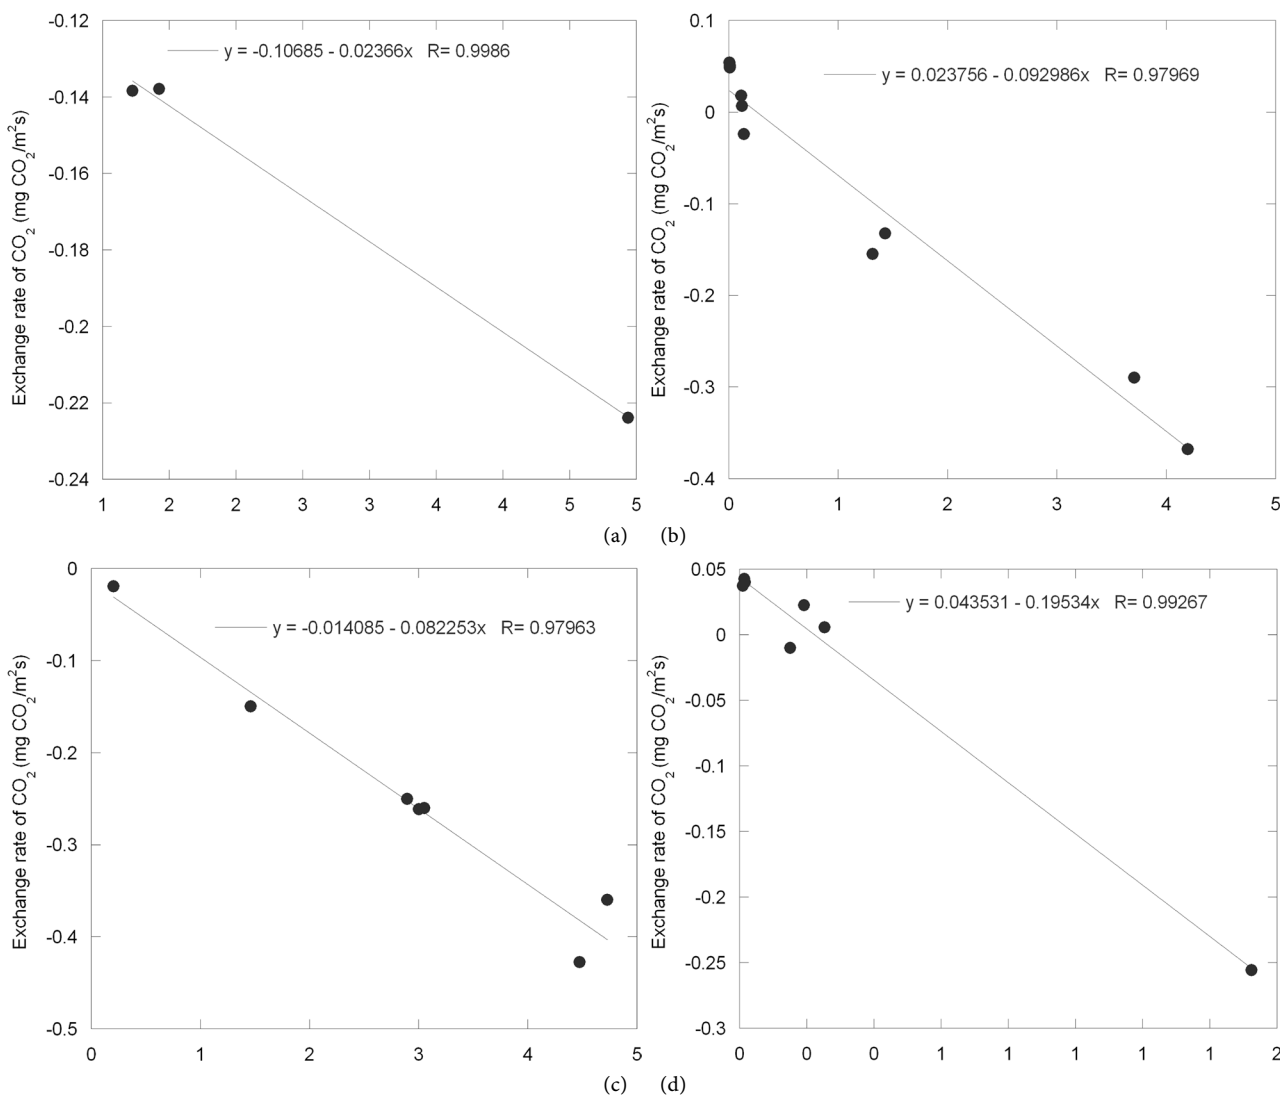 -0.12
-0.14
-0.16
-0.18
-0.2
-0.22
-0.24
Exchange rate of CO2 (mg CO2/m2s)
y = -0.10685 - 0.02366x R= 0.9986
1 2 2 3 3 4 4 5 5
(a)
0.1
0
-0.1
-0.2
-0.3
-0.4
Exchange rate of CO2 (mg CO2/m2s)
y = 0.023756 - 0.092986x R= 0.97969
0 1 2 3 4 5
(b)
0
-0.1
-0.2
-0.3
-0.4
-0.5
Exchange rate of CO2 (mg CO2/m2s)
y = -0.014085 - 0.082253x R= 0.97963
0 1 2 3 4 5
(c)
0.05
0
-0.05
-0.1
-0.15
-0.2
-0.25
-0.3
Exchange rate of CO2 (mg CO2/m2s)
y = 0.043531 - 0.19534x R= 0.99267
0 0 0 1 1 1 1 1 2
(d)